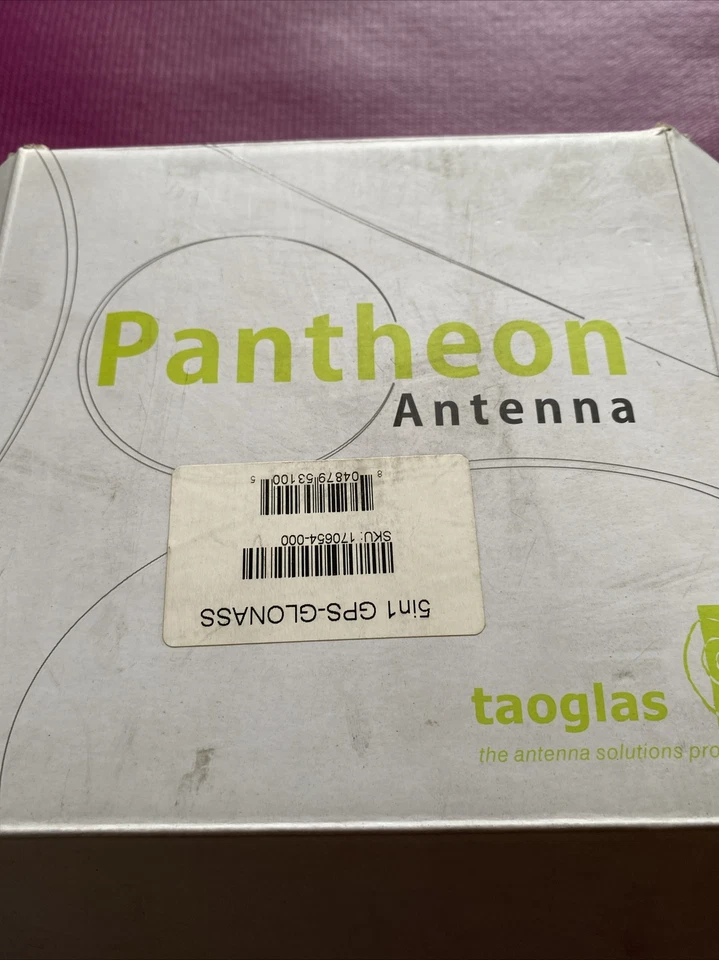 Pantheon
Antenna
5in1 GPS-GLONASS
SKU: 170654-000
8 04879 53100 5
taoglas
the antenna solutions pro